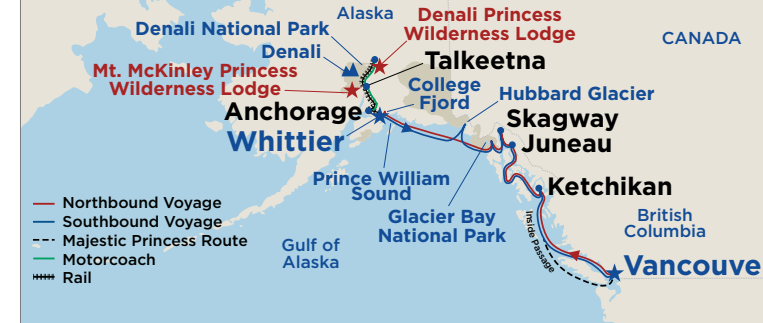 Alaska
Denali Princess
Wilderness Lodge
Denali National Park
Denali
CANADA
Talkeetna
Mt. McKinley Princess
Wilderness Lodge
College
Fjord
Hubbard Glacier
Anchorage
Skagway
Whittier
Juneau
Prince William
Sound
Ketchikan
Glacier Bay
National Park
Inside Passage
British
Columbia
Gulf of
Alaska
Vancouve
Northbound Voyage
Southbound Voyage
Majestic Princess Route
Motorcoach
Rail